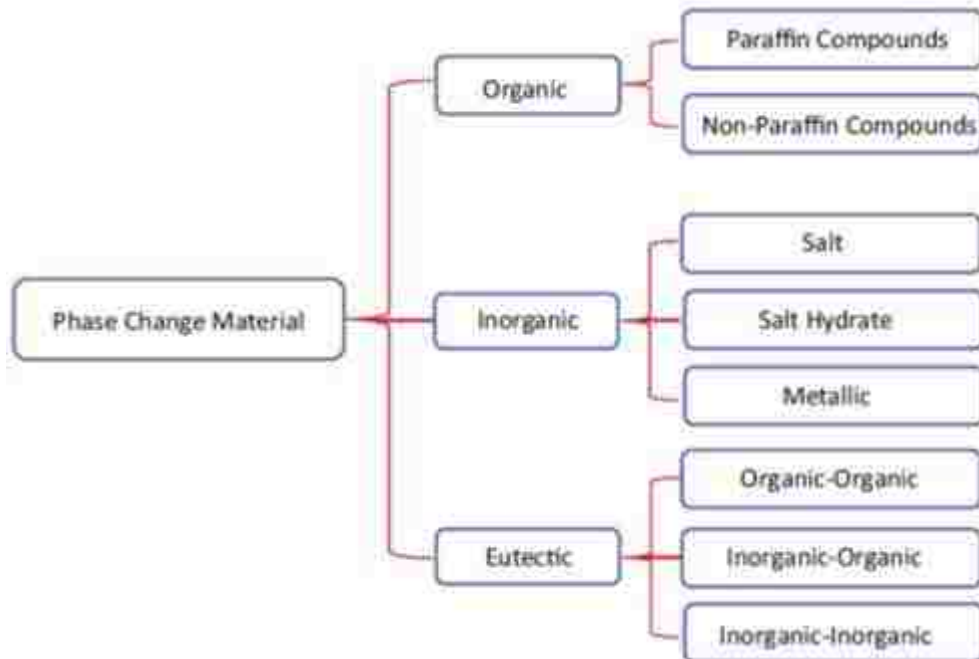 Phase Change Material
Organic
Paraffin Compounds
Non-Paraffin Compounds
Inorganic
Salt
Salt Hydrate
Metallic
Eutectic
Organic-Organic
Inorganic-Organic
Inorganic-Inorganic